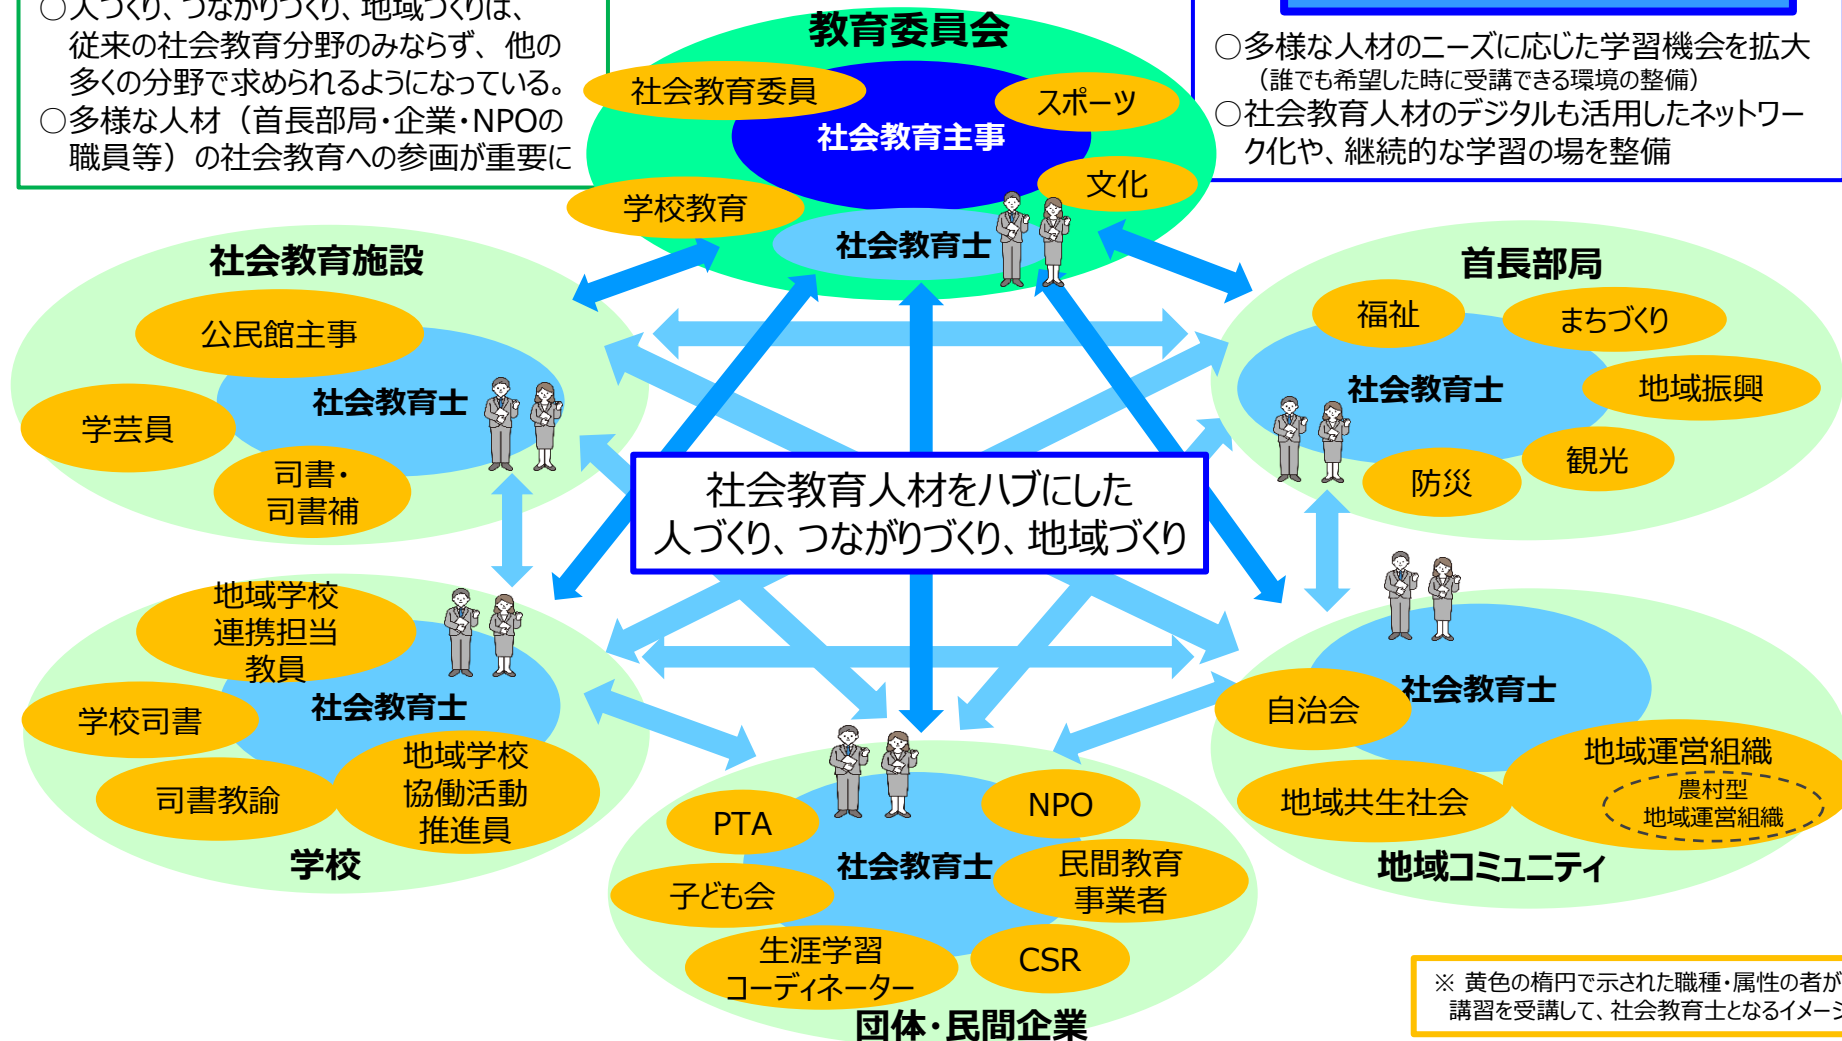 ○人づくり、つながりづくり、地域づくりは、
従来の社会教育分野のみならず、他の
多くの分野で求められるようになっている。
○多様な人材（首長部局・企業・NPOの
職員等）の社会教育への参画が重要に
○多様な人材のニーズに応じた学習機会を拡大
（誰でも希望した時に受講できる環境の整備）
○社会教育人材のデジタルも活用したネットワー
ク化や、継続的な学習の場を整備
教育委員会
社会教育委員
スポーツ
社会教育主事
学校教育
文化
社会教育士
社会教育施設
公民館主事
社会教育士
学芸員
司書・
司書補
首長部局
福祉
まちづくり
社会教育士
地域振興
観光
防災
社会教育人材をハブにした
人づくり、つながりづくり、地域づくり
地域学校
連携担当
教員
社会教育士
学校司書
司書教諭
地域学校
協働活動
推進員
学校
PTA
NPO
社会教育士
子ども会
民間教育
事業者
生涯学習
コーディネーター
CSR
団体・民間企業
社会教育士
自治会
地域運営組織
農村型
地域運営組織
地域共生社会
地域コミュニティ
※ 黄色の楕円で示された職種・属性の者が
講習を受講して、社会教育士となるイメージ